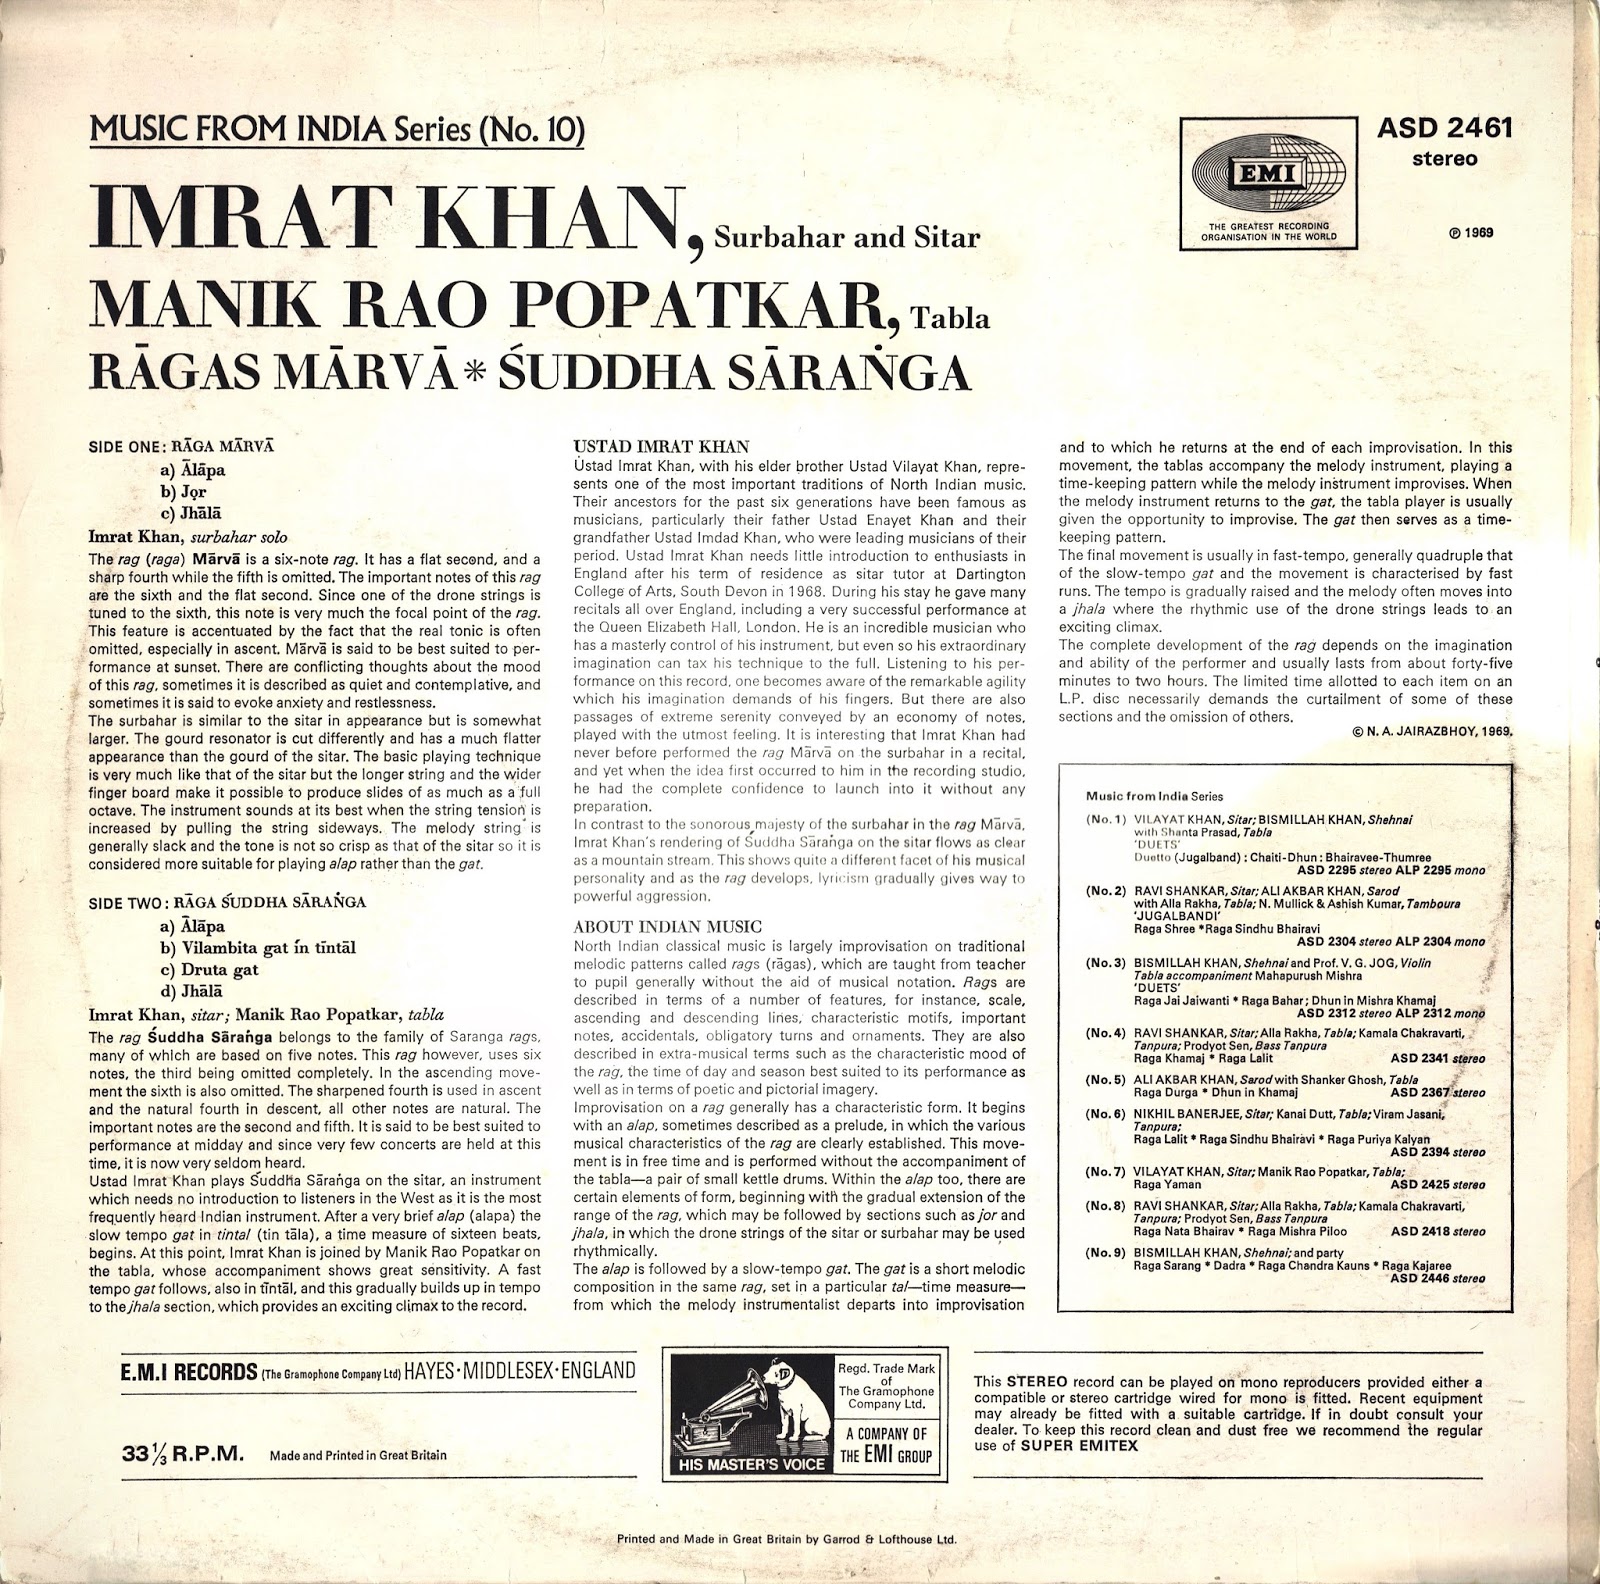 MUSIC FROM INDIA Series (No. 10)
IMRAT KHAN, Surbahar and Sitar
MANIK RAO POPATKAR, Tabla
RĀGAS MĀRVĀ * ŚUDDHA SĀRAṄGA
EMI
THE GREATEST RECORDING
ORGANISATION IN THE WORLD
ASD 2461
stereo
℗ 1969
SIDE ONE: RĀGA MĀRVĀ
a) Ālāpa
b) Jọr
c) Jhālā
Imrat Khan, surbahar solo
The rag (raga) Mārvā is a six-note rag. It has a flat second, and a
sharp fourth while the fifth is omitted. The important notes of this rag
are the sixth and the flat second. Since one of the drone strings is
tuned to the sixth, this note is very much the focal point of the rag.
This feature is accentuated by the fact that the real tonic is often
omitted, especially in ascent. Mārvā is said to be best suited to per-
formance at sunset. There are conflicting thoughts about the mood
of this rag, sometimes it is described as quiet and contemplative, and
sometimes it is said to evoke anxiety and restlessness.
The surbahar is similar to the sitar in appearance but is somewhat
larger. The gourd resonator is cut differently and has a much flatter
appearance than the gourd of the sitar. The basic playing technique
is very much like that of the sitar but the longer string and the wider
finger board make it possible to produce slides of as much as a full
octave. The instrument sounds at its best when the string tension is
increased by pulling the string sideways. The melody string is
generally slack and the tone is not so crisp as that of the sitar so it is
considered more suitable for playing alap rather than the gat.
SIDE TWO: RĀGA ŚUDDHA SĀRAṄGA
a) Ālāpa
b) Vilambita gat in tīntāl
c) Druta gat
d) Jhālā
Imrat Khan, sitar; Manik Rao Popatkar, tabla
The rag Śuddha Sāraṅga belongs to the family of Saranga rags,
many of which are based on five notes. This rag however, uses six
notes, the third being omitted completely. In the ascending move-
ment the sixth is also omitted. The sharpened fourth is used in ascent
and the natural fourth in descent, all other notes are natural. The
important notes are the second and fifth. It is said to be best suited to
performance at midday and since very few concerts are held at this
time, it is now very seldom heard.
Ustad Imrat Khan plays Śuddha Sāraṅga on the sitar, an instrument
which needs no introduction to listeners in the West as it is the most
frequently heard Indian instrument. After a very brief alap (alapa) the
slow tempo gat in tintal (tin tāla), a time measure of sixteen beats,
begins. At this point, Imrat Khan is joined by Manik Rao Popatkar on
the tabla, whose accompaniment shows great sensitivity. A fast
tempo gat follows, also in tīntāl, and this gradually builds up in tempo
to the jhala section, which provides an exciting climax to the record.
USTAD IMRAT KHAN
Ustad Imrat Khan, with his elder brother Ustad Vilayat Khan, repre-
sents one of the most important traditions of North Indian music.
Their ancestors for the past six generations have been famous as
musicians, particularly their father Ustad Enayet Khan and their
grandfather Ustad Imdad Khan, who were leading musicians of their
period. Ustad Imrat Khan needs little introduction to enthusiasts in
England after his term of residence as sitar tutor at Dartington
College of Arts, South Devon in 1968. During his stay he gave many
recitals all over England, including a very successful performance at
the Queen Elizabeth Hall, London. He is an incredible musician who
has a masterly control of his instrument, but even so his extraordinary
imagination can tax his technique to the full. Listening to his per-
formance on this record, one becomes aware of the remarkable agility
which his imagination demands of his fingers. But there are also
passages of extreme serenity conveyed by an economy of notes,
played with the utmost feeling. It is interesting that Imrat Khan had
never before performed the rag Mārvā on the surbahar in a recital,
and yet when the idea first occurred to him in the recording studio,
he had the complete confidence to launch into it without any
preparation.
In contrast to the sonorous majesty of the surbahar in the rag Mārvā,
Imrat Khan's rendering of Śuddha Sāraṅga on the sitar flows as clear
as a mountain stream. This shows quite a different facet of his musical
personality and as the rag develops, lyricism gradually gives way to
powerful aggression.
ABOUT INDIAN MUSIC
North Indian classical music is largely improvisation on traditional
melodic patterns called rags (rāgas), which are taught from teacher
to pupil generally without the aid of musical notation. Rags are
described in terms of a number of features, for instance, scale,
ascending and descending lines, characteristic motifs, important
notes, accidentals, obligatory turns and ornaments. They are also
described in extra-musical terms such as the characteristic mood of
the rag, the time of day and season best suited to its performance as
well as in terms of poetic and pictorial imagery.
Improvisation on a rag generally has a characteristic form. It begins
with an alap, sometimes described as a prelude, in which the various
musical characteristics of the rag are clearly established. This move-
ment is in free time and is performed without the accompaniment of
the tabla—a pair of small kettle drums. Within the alap too, there are
certain elements of form, beginning with the gradual extension of the
range of the rag, which may be followed by sections such as jor and
jhala, in which the drone strings of the sitar or surbahar may be used
rhythmically.
The alap is followed by a slow-tempo gat. The gat is a short melodic
composition in the same rag, set in a particular tal—time measure—
from which the melody instrumentalist departs into improvisation
and to which he returns at the end of each improvisation. In this
movement, the tablas accompany the melody instrument, playing a
time-keeping pattern while the melody instrument improvises. When
the melody instrument returns to the gat, the tabla player is usually
given the opportunity to improvise. The gat then serves as a time-
keeping pattern.
The final movement is usually in fast-tempo, generally quadruple that
of the slow-tempo gat and the movement is characterised by fast
runs. The tempo is gradually raised and the melody often moves into
a jhala where the rhythmic use of the drone strings leads to an
exciting climax.
The complete development of the rag depends on the imagination
and ability of the performer and usually lasts from about forty-five
minutes to two hours. The limited time allotted to each item on an
L.P. disc necessarily demands the curtailment of some of these
sections and the omission of others.
© N. A. JAIRAZBHOY, 1969.
Music from India Series
(No. 1) VILAYAT KHAN, Sitar; BISMILLAH KHAN, Shehnai
with Shanta Prasad, Tabla
'DUETS'
Duetto (Jugalband) : Chaiti-Dhun : Bhairavee-Thumree
ASD 2295 stereo ALP 2295 mono
(No. 2) RAVI SHANKAR, Sitar; ALI AKBAR KHAN, Sarod
with Alla Rakha, Tabla; N. Mullick & Ashish Kumar, Tamboura
'JUGALBANDI'
Raga Shree * Raga Sindhu Bhairavi
ASD 2304 stereo ALP 2304 mono
(No. 3) BISMILLAH KHAN, Shehnai and Prof. V. G. JOG, Violin
Tabla accompaniment Mahapurush Mishra
'DUETS'
Raga Jai Jaiwanti * Raga Bahar; Dhun in Mishra Khamaj
ASD 2312 stereo ALP 2312 mono
(No. 4) RAVI SHANKAR, Sitar; Alla Rakha, Tabla; Kamala Chakravarti,
Tanpura; Prodyot Sen, Bass Tanpura
Raga Khamaj * Raga Lalit ASD 2341 stereo
(No. 5) ALI AKBAR KHAN, Sarod with Shanker Ghosh, Tabla
Raga Durga * Dhun in Khamaj ASD 2367 stereo
(No. 6) NIKHIL BANERJEE, Sitar; Kanai Dutt, Tabla; Viram Jasani,
Tanpura;
Raga Lalit * Raga Sindhu Bhairavi * Raga Puriya Kalyan
ASD 2394 stereo
(No. 7) VILAYAT KHAN, Sitar; Manik Rao Popatkar, Tabla;
Raga Yaman ASD 2425 stereo
(No. 8) RAVI SHANKAR, Sitar; Alla Rakha, Tabla; Kamala Chakravarti,
Tanpura; Prodyot Sen, Bass Tanpura
Raga Nata Bhairav * Raga Mishra Piloo ASD 2418 stereo
(No. 9) BISMILLAH KHAN, Shehnai; and party
Raga Sarang * Dadra * Raga Chandra Kauns * Raga Kajaree
ASD 2446 stereo
E.M.I RECORDS (The Gramophone Company Ltd) HAYES · MIDDLESEX · ENGLAND
33⅓ R.P.M. Made and Printed in Great Britain
HIS MASTER'S VOICE
Regd. Trade Mark
of
The Gramophone
Company Ltd.
A COMPANY OF
THE EMI GROUP
This STEREO record can be played on mono reproducers provided either a
compatible or stereo cartridge wired for mono is fitted. Recent equipment
may already be fitted with a suitable cartridge. If in doubt consult your
dealer. To keep this record clean and dust free we recommend the regular
use of SUPER EMITEX
Printed and Made in Great Britain by Garrod & Lofthouse Ltd.